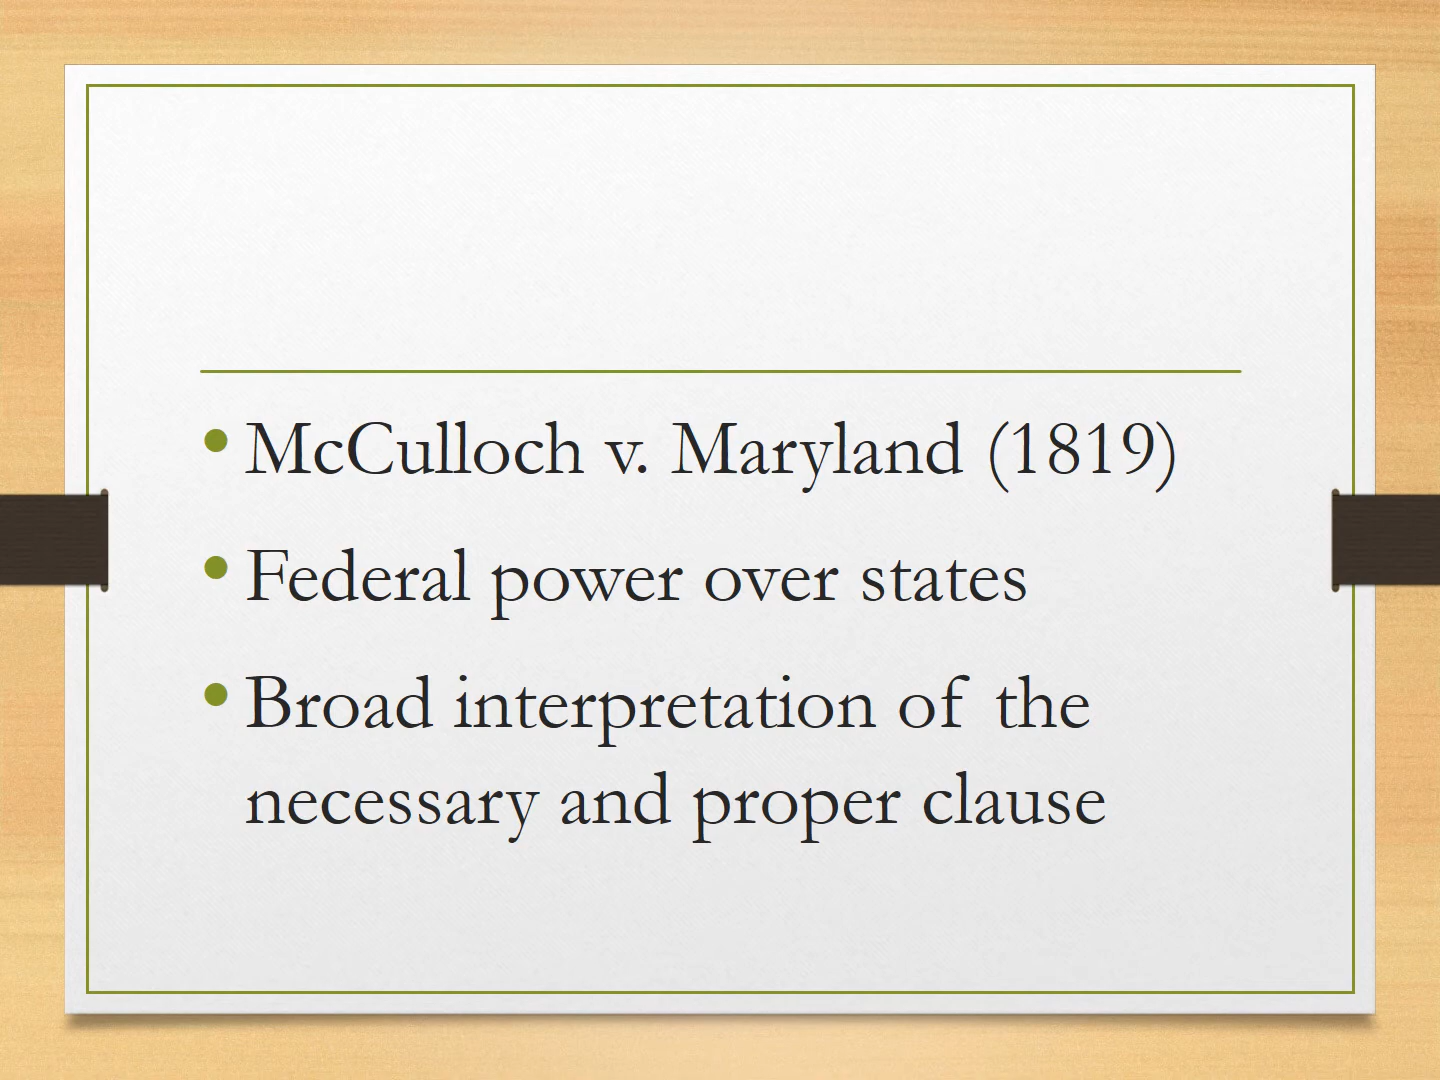 • McCulloch v. Maryland (1819)
• Federal power over states
• Broad interpretation of the
necessary and proper clause